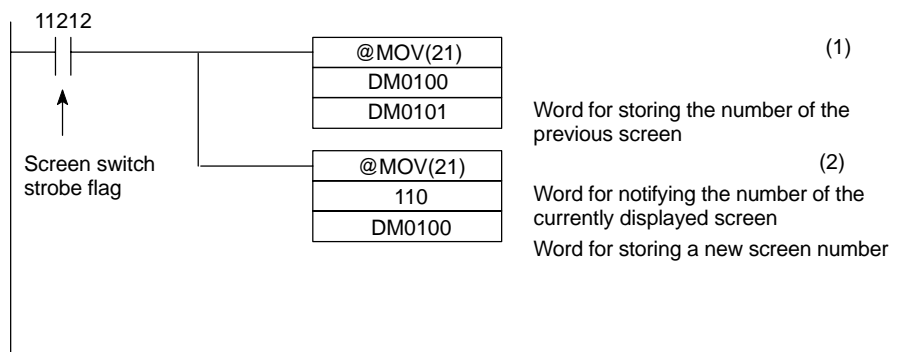 11212
@MOV(21)
(1)
DM0100
DM0101
Word for storing the number of the
previous screen
Screen switch
strobe flag
@MOV(21)
(2)
110
Word for notifying the number of the
currently displayed screen
DM0100
Word for storing a new screen number